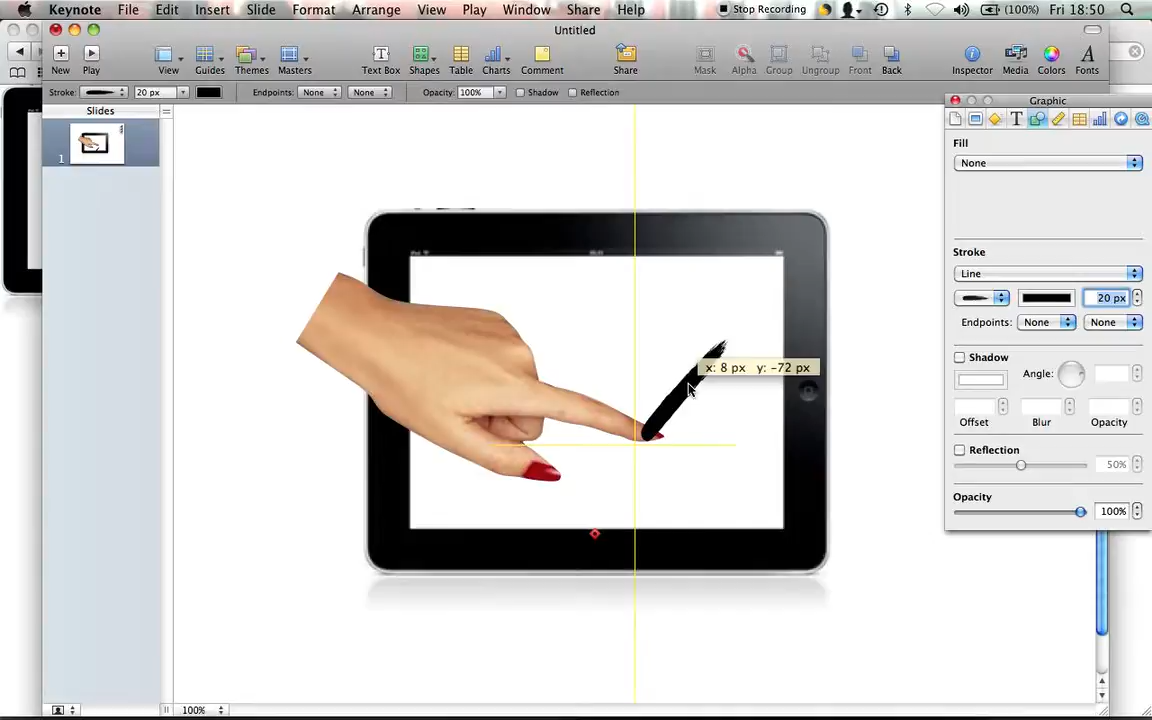 Keynote File Edit Insert Slide Format Arrange View Play Window Share Help Stop Recording (100%) Fri 18:50
Untitled
New Play View Guides Themes Masters Text Box Shapes Table Charts Comment Share Mask Alpha Group Ungroup Front Back Inspector Media Colors Fonts
Stroke: 20 px Endpoints: None None Opacity: 100% Shadow Reflection
Slides
1
Graphic
Fill
None
Stroke
Line
20 px
Endpoints: None None
Shadow Angle:
Offset Blur Opacity
Reflection
50%
Opacity
100%
x: 8 px y: -72 px
100%